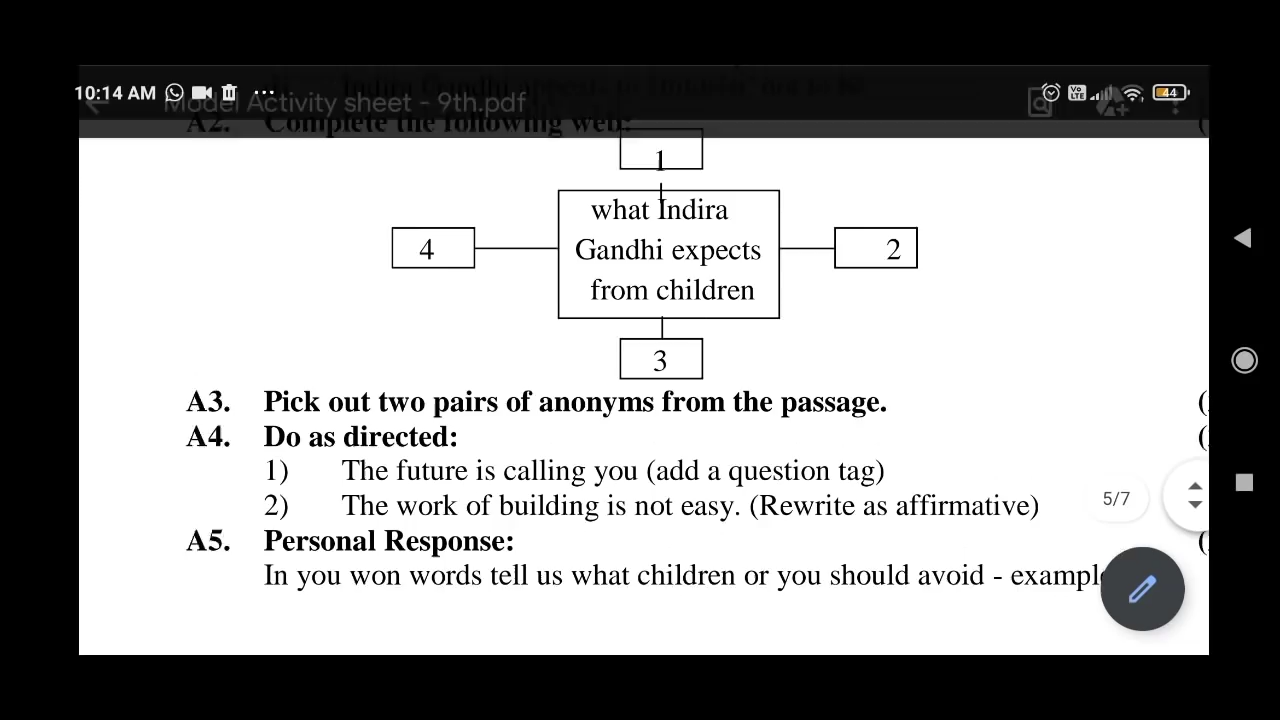 10:14 AM
44
Model Activity sheet - 9th.pdf
A2. Complete the following web:
1
what Indira
4 Gandhi expects 2
from children
3
A3. Pick out two pairs of anonyms from the passage.
A4. Do as directed:
1) The future is calling you (add a question tag)
2) The work of building is not easy. (Rewrite as affirmative)
5/7
A5. Personal Response:
In you won words tell us what children or you should avoid - example